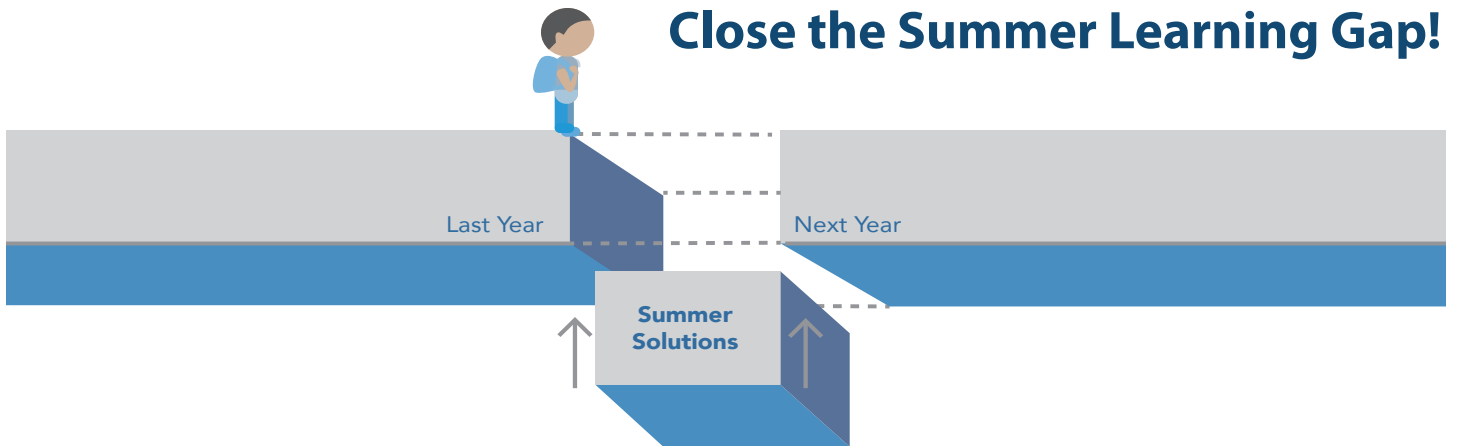 Close the Summer Learning Gap!
Last Year
Next Year
Summer
Solutions